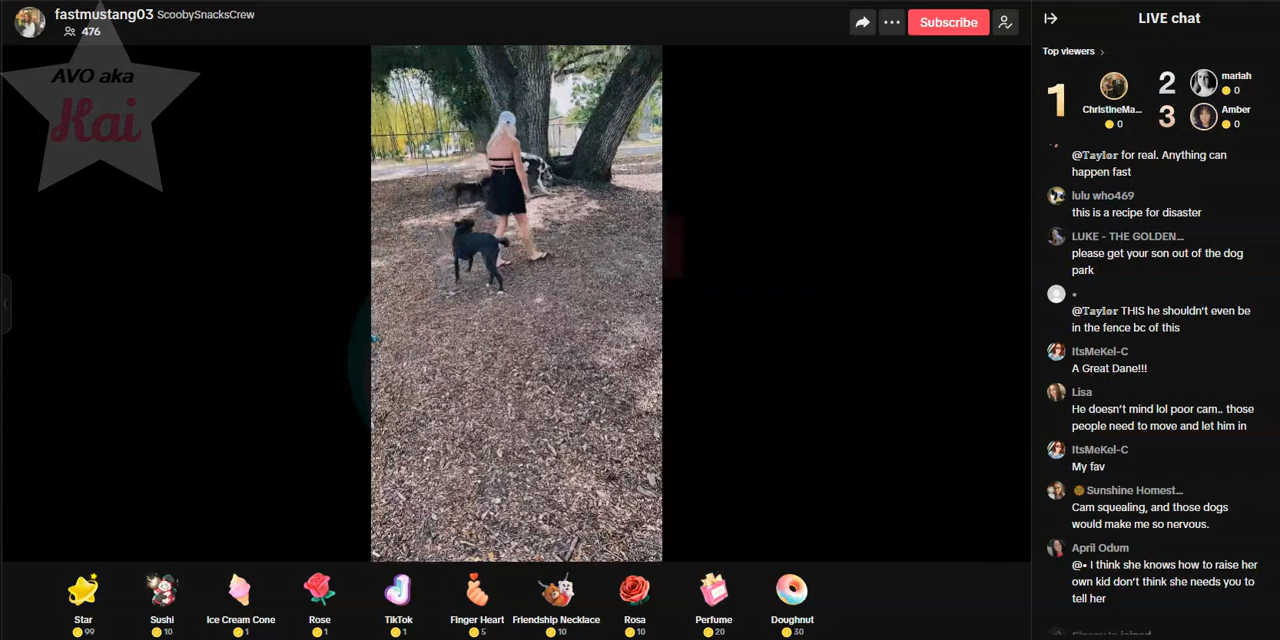 fastmustang03 ScoobySnacksCrew
476
Subscribe
AVO aka
Kai
LIVE chat
Top viewers
1
ChristineMa...
0
2
mariah
0
3
Amber
0
@Taylor for real. Anything can
happen fast
lulu who469
this is a recipe for disaster
LUKE - THE GOLDEN...
please get your son out of the dog
park
@Taylor THIS he shouldn't even be
in the fence bc of this
ItsMeKel-C
A Great Dane!!!
Lisa
He doesn't mind lol poor cam.. those
people need to move and let him in
ItsMeKel-C
My fav
Sunshine Homest...
Cam squealing, and those dogs
would make me so nervous.
April Odum
@• I think she knows how to raise her
own kid don't think she needs you to
tell her
Star
99
Sushi
10
Ice Cream Cone
1
Rose
1
TikTok
1
Finger Heart
5
Friendship Necklace
10
Rosa
10
Perfume
20
Doughnut
30